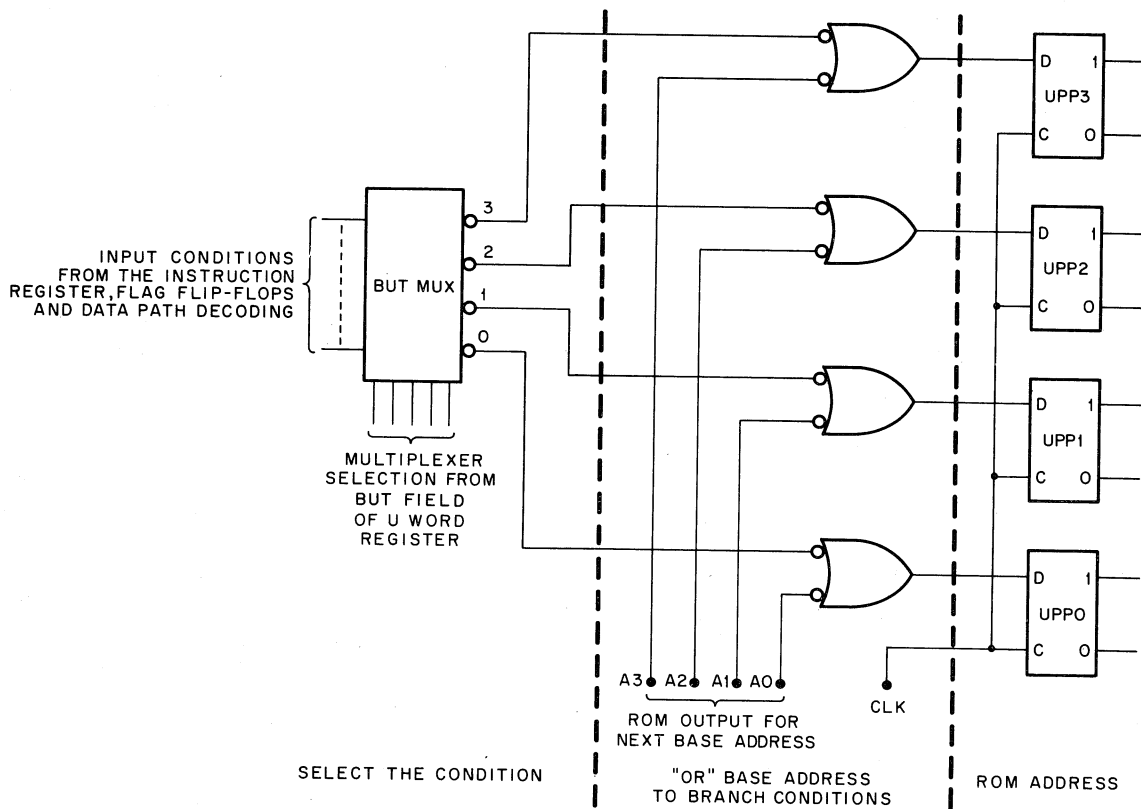 D 1
UPP3
C 0
3
2
1
0
BUT MUX
INPUT CONDITIONS
FROM THE INSTRUCTION
REGISTER, FLAG FLIP-FLOPS
AND DATA PATH DECODING
D 1
UPP2
C 0
MULTIPLEXER
SELECTION FROM
BUT FIELD
OF U WORD
REGISTER
D 1
UPP1
C 0
D 1
UPP0
C 0
A3 A2 A1 A0
CLK
ROM OUTPUT FOR
NEXT BASE ADDRESS
SELECT THE CONDITION
"OR" BASE ADDRESS
TO BRANCH CONDITIONS
ROM ADDRESS